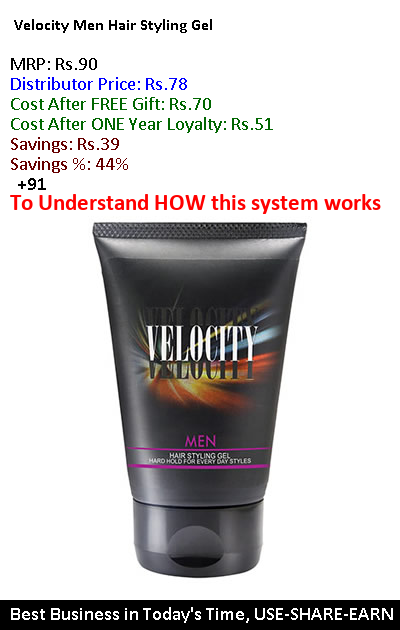 Velocity Men Hair Styling Gel
MRP: Rs.90
Distributor Price: Rs.78
Cost After FREE Gift: Rs.70
Cost After ONE Year Loyalty: Rs.51
Savings: Rs.39
Savings %: 44%
+91
To Understand HOW this system works
VELOCITY
MEN
HAIR STYLING GEL
HARD HOLD FOR EVERY DAY STYLES
Best Business in Today's Time, USE-SHARE-EARN